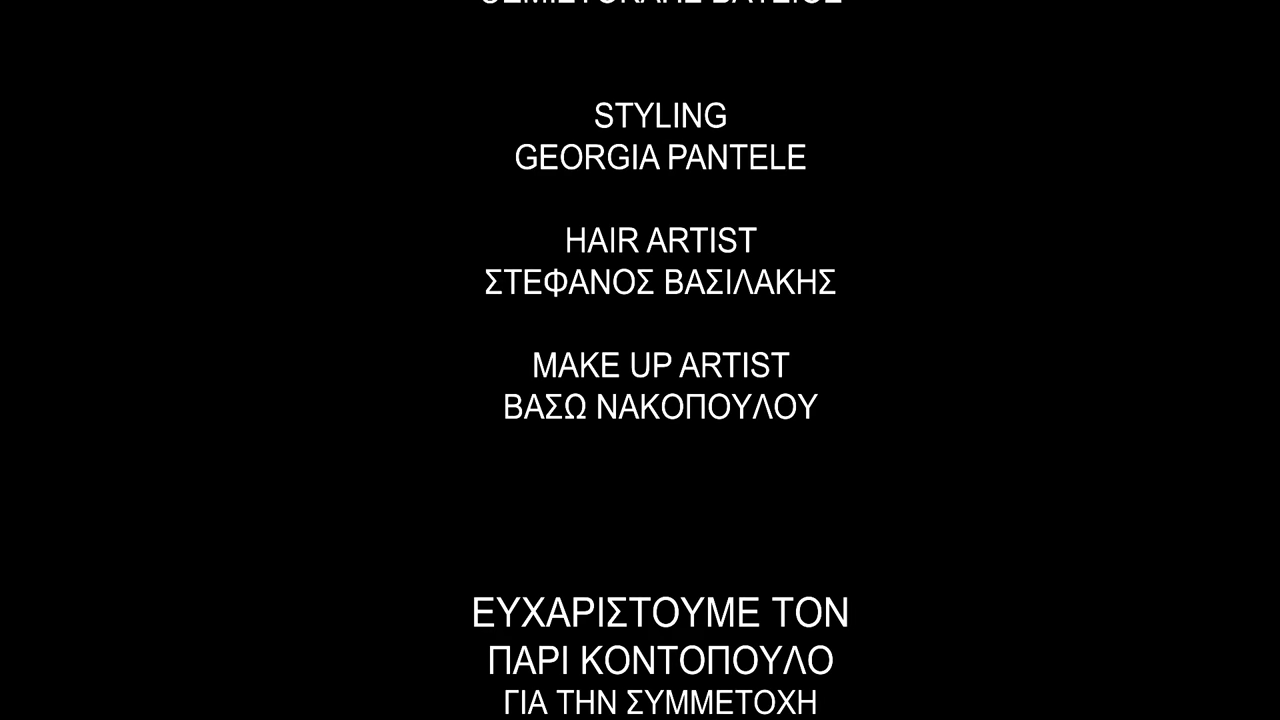 STYLING
GEORGIA PANTELE
HAIR ARTIST
ΣΤΕΦΑΝΟΣ ΒΑΣΙΛΑΚΗΣ
MAKE UP ARTIST
ΒΑΣΩ ΝΑΚΟΠΟΥΛΟΥ
ΕΥΧΑΡΙΣΤΟΥΜΕ ΤΟΝ
ΠΑΡΙ ΚΟΝΤΟΠΟΥΛΟ
ΓΙΑ ΤΗΝ ΣΥΜΜΕΤΟΧΗ